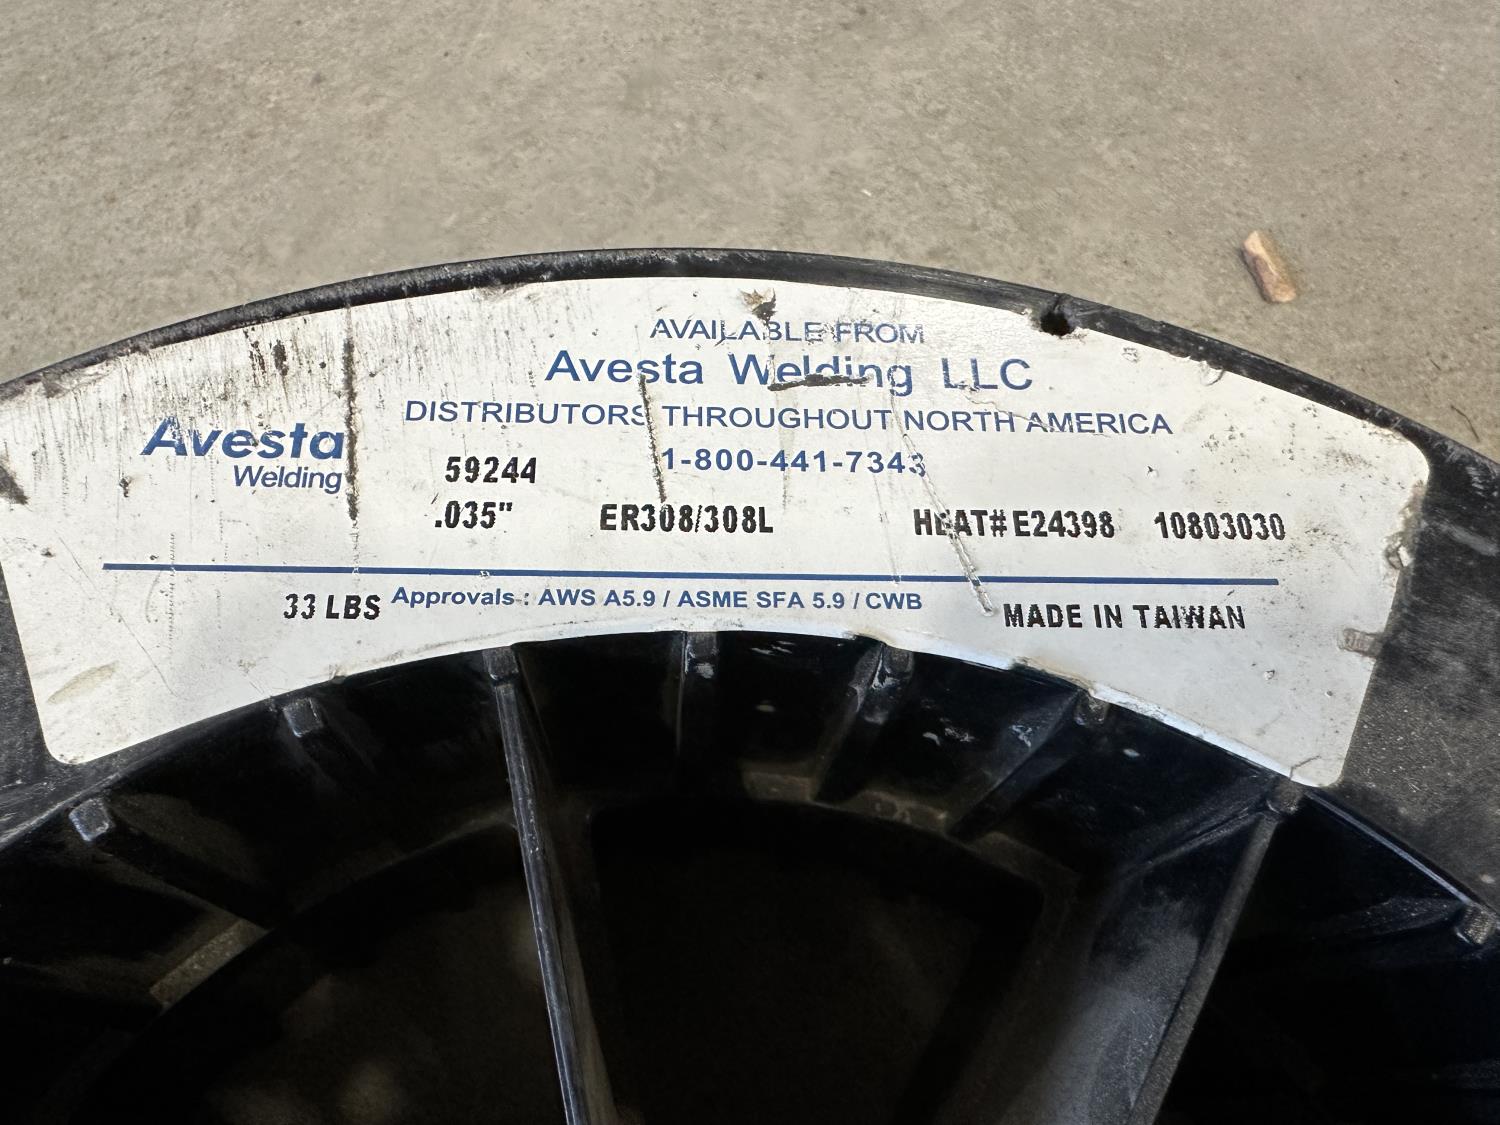 AVAILABLE FROM
Avesta Welding LLC
DISTRIBUTORS THROUGHOUT NORTH AMERICA
1-800-441-7343
Avesta
Welding
59244
.035" ER308/308L HEAT# E24398 10803030
33 LBS Approvals : AWS A5.9 / ASME SFA 5.9 / CWB MADE IN TAIWAN